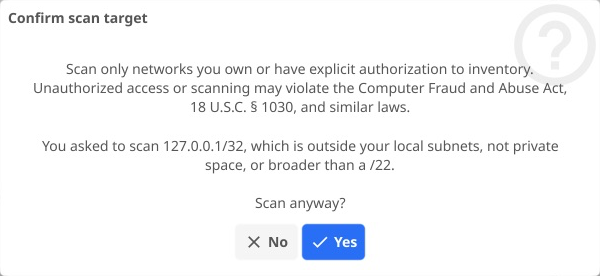 Confirm scan target
Scan only networks you own or have explicit authorization to inventory.
Unauthorized access or scanning may violate the Computer Fraud and Abuse Act,
18 U.S.C. § 1030, and similar laws.
You asked to scan 127.0.0.1/32, which is outside your local subnets, not private
space, or broader than a /22.
Scan anyway?
No
Yes